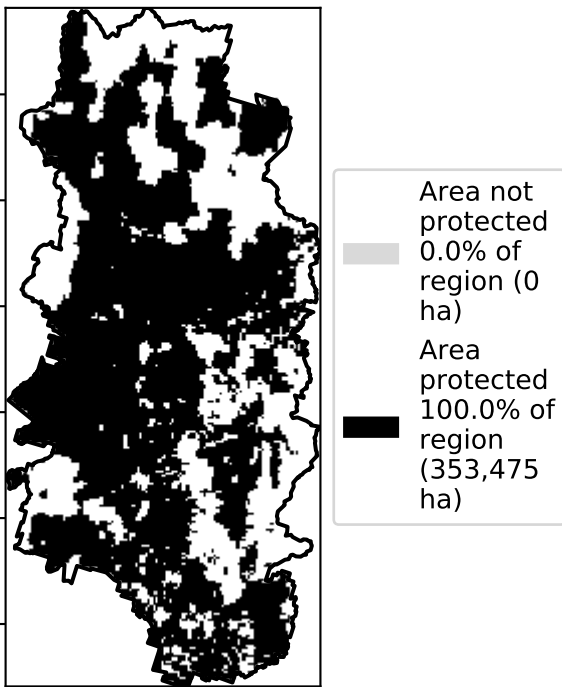 Area not
protected
0.0% of
region (0
ha)
Area
protected
100.0% of
region
(353,475
ha)